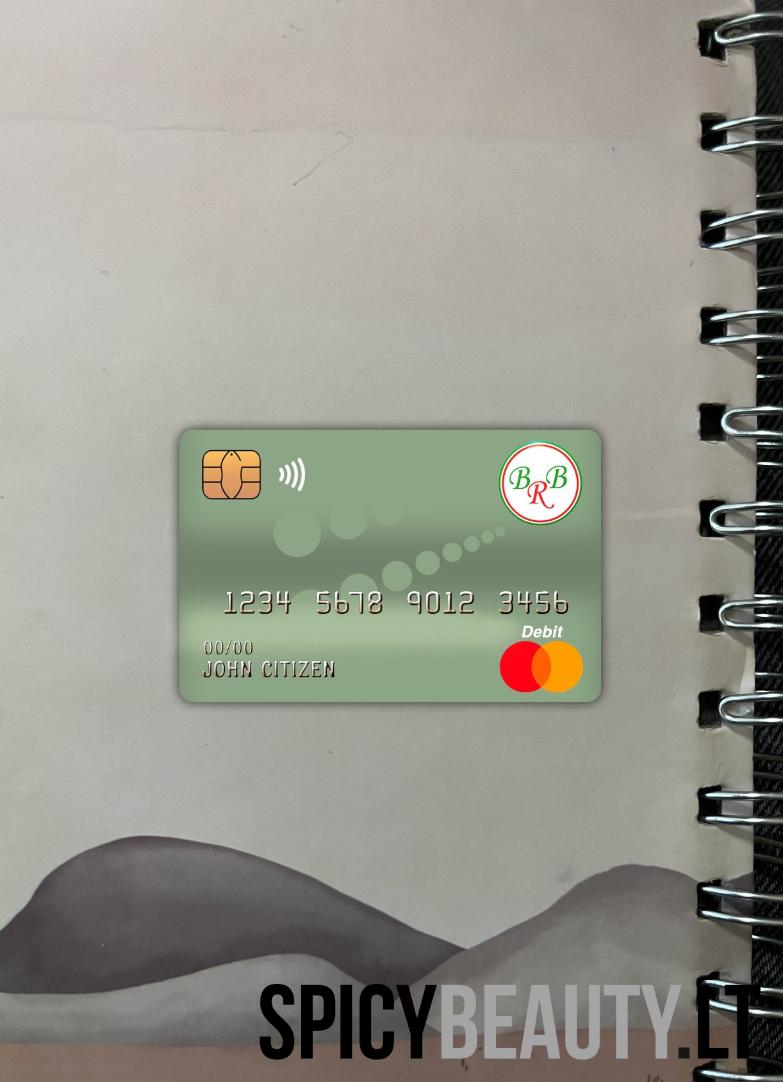 BRB
1234 5678 9012 3456
Debit
00/00
JOHN CITIZEN
SPICYBEAUTY.LT